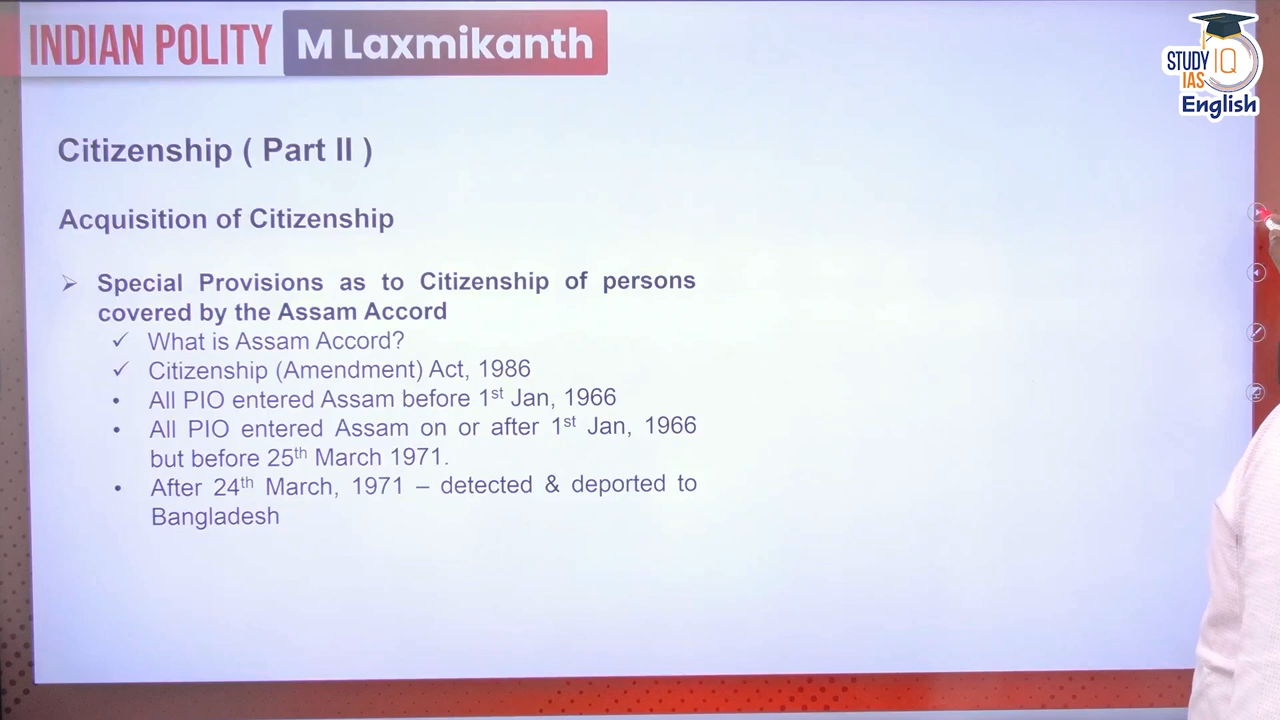 INDIAN POLITY M Laxmikanth
STUDY IQ
IAS
English
Citizenship ( Part II )
Acquisition of Citizenship
➢ Special Provisions as to Citizenship of persons
covered by the Assam Accord
✓ What is Assam Accord?
✓ Citizenship (Amendment) Act, 1986
• All PIO entered Assam before 1st Jan, 1966
• All PIO entered Assam on or after 1st Jan, 1966
but before 25th March 1971.
• After 24th March, 1971 – detected & deported to
Bangladesh